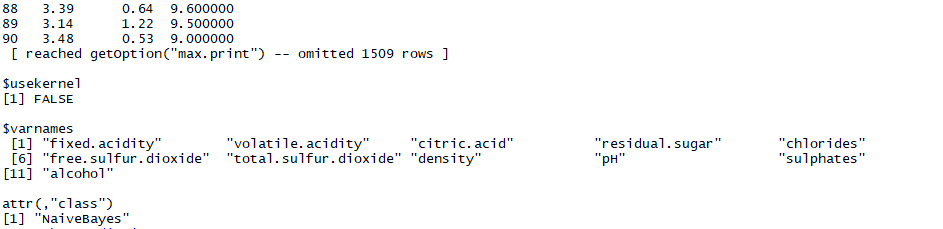 88   3.39      0.64  9.600000
89   3.14      1.22  9.500000
90   3.48      0.53  9.000000
 [ reached getOption("max.print") -- omitted 1509 rows ]
$usekernel
[1] FALSE
$varnames
 [1] "fixed.acidity"        "volatile.acidity"     "citric.acid"          "residual.sugar"       "chlorides"
 [6] "free.sulfur.dioxide"  "total.sulfur.dioxide" "density"              "pH"                   "sulphates"
[11] "alcohol"
attr(,"class")
[1] "NaiveBayes"